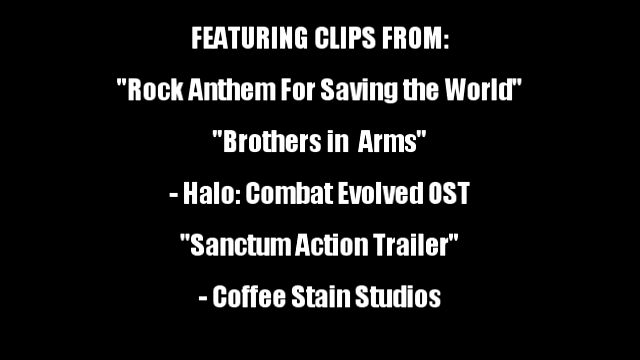 FEATURING CLIPS FROM:
"Rock Anthem For Saving the World"
"Brothers in Arms"
- Halo: Combat Evolved OST
"Sanctum Action Trailer"
- Coffee Stain Studios